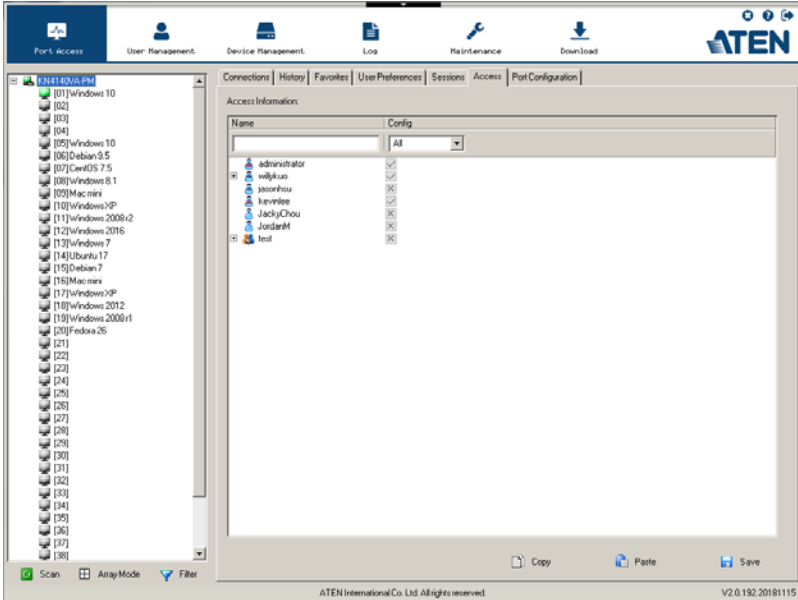 Port Access
User Management
Device Management
Log
Maintenance
Download
ATEN
KN4140VA-PM
[01]Windows 10
[02]
[03]
[04]
[05]Windows 10
[06]Debian 9.5
[07]CentOS 7.5
[08]Windows 8.1
[09]Mac mini
[10]WindowsXP
[11]Windows 2008 r2
[12]Windows 2016
[13]Windows 7
[14]Ubuntu 17
[15]Debian 7
[16]Mac mini
[17]WindowsXP
[18]Windows 2012
[19]Windows 2008 r1
[20]Fedora 26
[21]
[22]
[23]
[24]
[25]
[26]
[27]
[28]
[29]
[30]
[31]
[32]
[33]
[34]
[35]
[36]
[37]
[38]
Scan
Array Mode
Filter
Connections
History
Favorites
User Preferences
Sessions
Access
Port Configuration
Access Information:
Name
Config
All
administrator
willykuo
jasonhsu
kevinlee
JackyChou
JordanM
test
Copy
Paste
Save
ATEN International Co. Ltd. All rights reserved.
V2.0.192.20181115